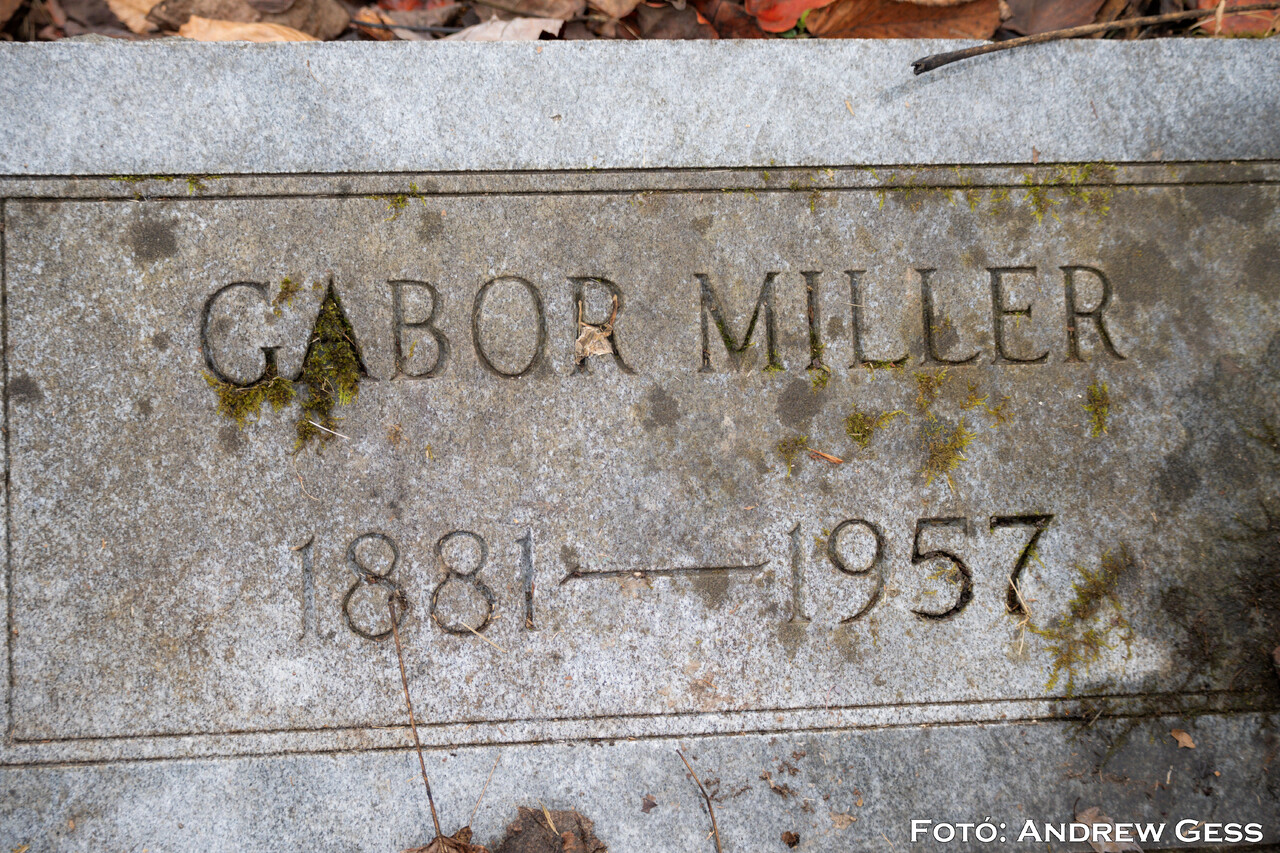 GABOR MILLER
1881 — 1957
Fotó: Andrew Gess